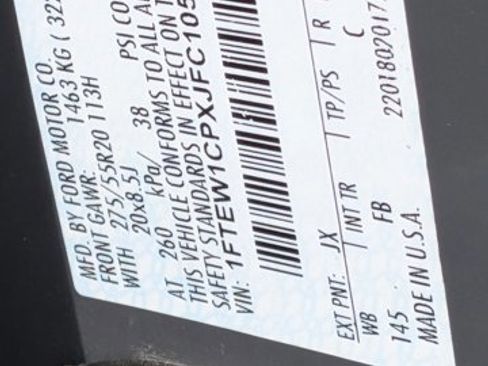 MFD. BY FORD MOTOR CO.
FRONT GAWR: 1463 KG ( 322
WITH 275/55R20 113H
20x8.5J PSI CO
AT 260 kPa/ 38
THIS VEHICLE CONFORMS TO ALL A
SAFETY STANDARDS IN EFFECT ON T
VIN: 1FTEW1CPXJFC105
EXT PNT: JX
WB INT TR TP/PS R
145 FB C
MADE IN U.S.A. 2201802017